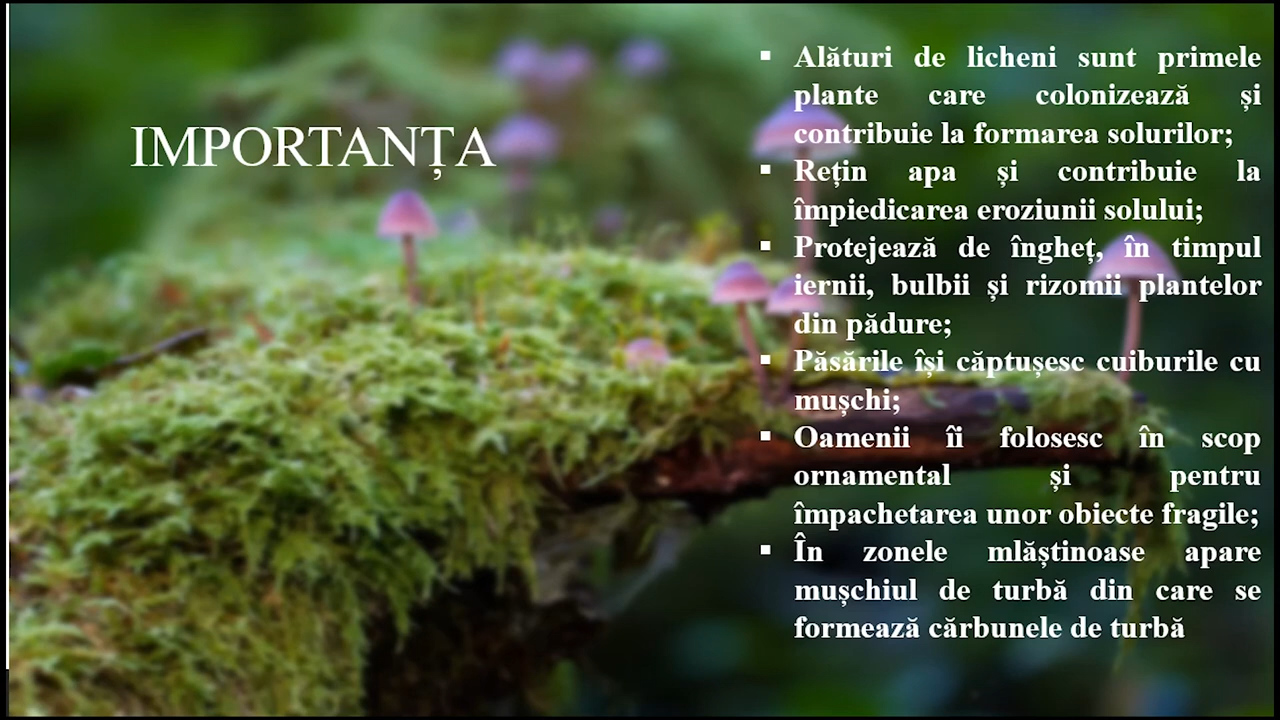 IMPORTANȚA
▪ Alături de licheni sunt primele
plante care colonizează și
contribuie la formarea solurilor;
▪ Rețin apa și contribuie la
împiedicarea eroziunii solului;
▪ Protejează de îngheț, în timpul
iernii, bulbii și rizomii plantelor
din pădure;
▪ Păsările își căptușesc cuiburile cu
mușchi;
▪ Oamenii îi folosesc în scop
ornamental și pentru
împachetarea unor obiecte fragile;
▪ În zonele mlăștinoase apare
mușchiul de turbă din care se
formează cărbunele de turbă